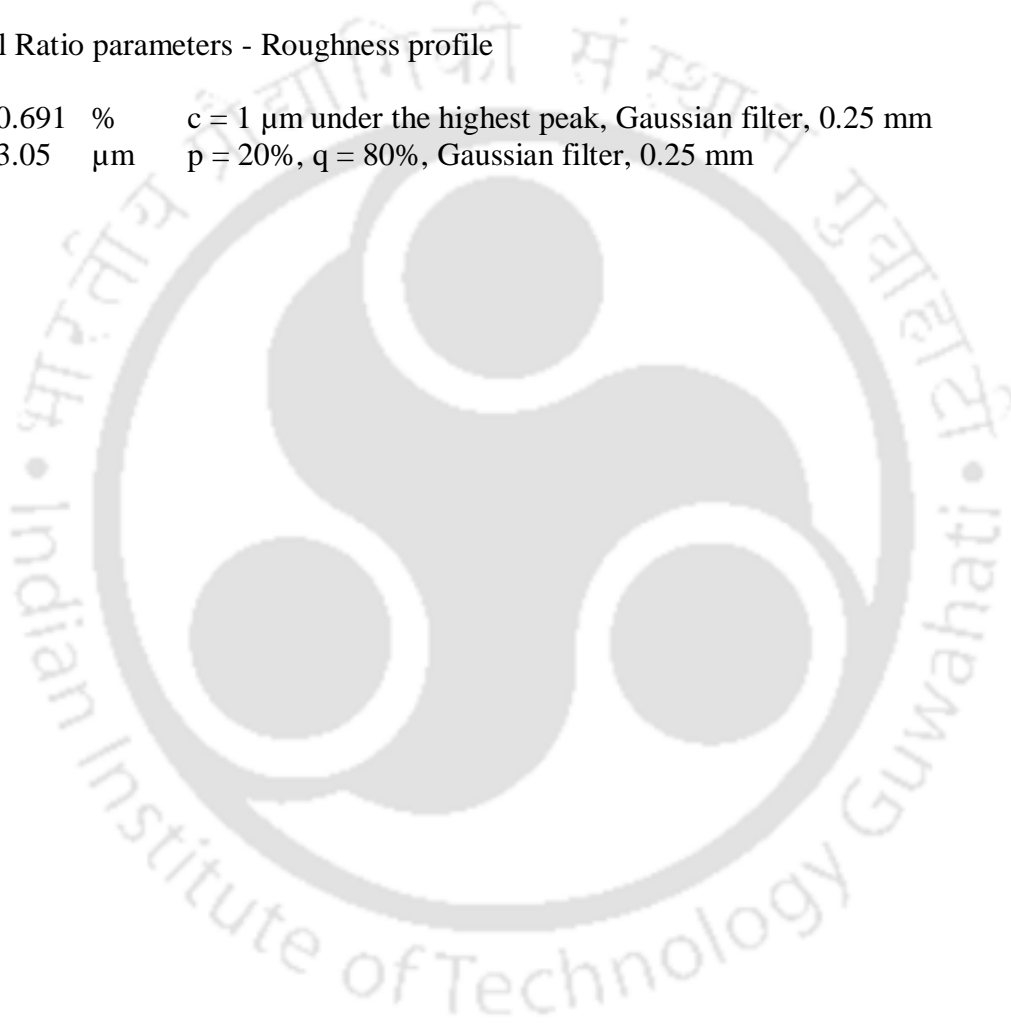 l Ratio parameters - Roughness profile
0.691 % c = 1 µm under the highest peak, Gaussian filter, 0.25 mm
3.05 µm p = 20%, q = 80%, Gaussian filter, 0.25 mm
भारतीय प्रौद्योगिकी संस्थान गुवाहाटी
Indian Institute of Technology Guwahati